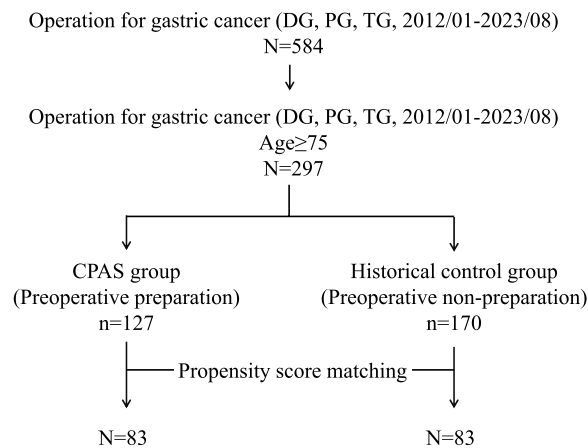 Operation for gastric cancer (DG, PG, TG, 2012/01-2023/08)
N=584
Operation for gastric cancer (DG, PG, TG, 2012/01-2023/08)
Age≥75
N=297
CPAS group
(Preoperative preparation)
n=127
Historical control group
(Preoperative non-preparation)
n=170
Propensity score matching
N=83
N=83